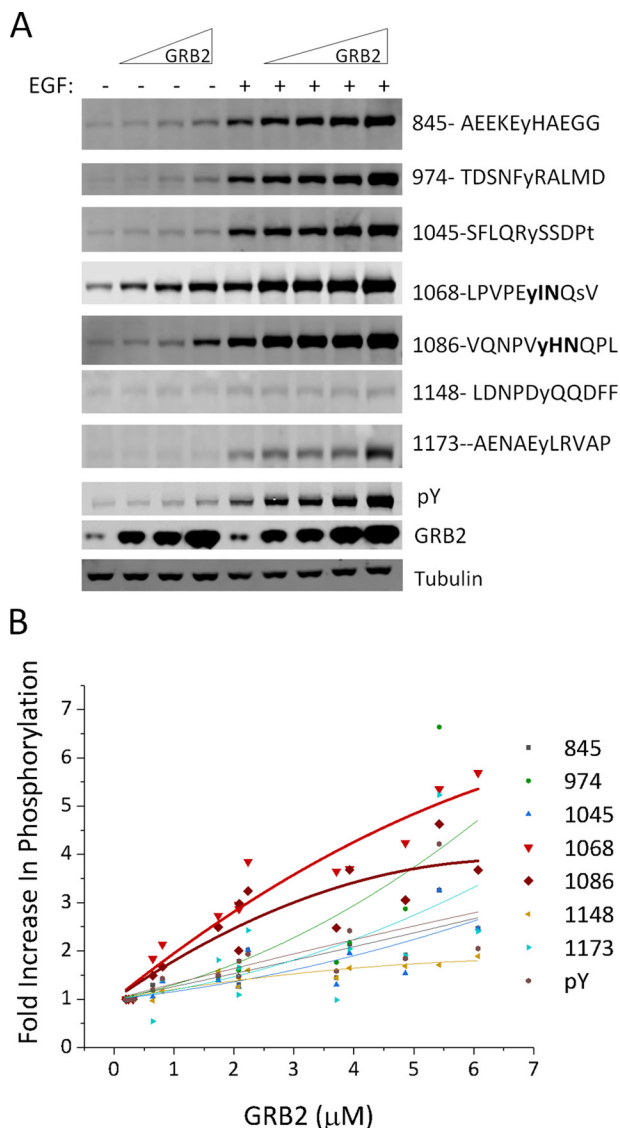 A
GRB2 GRB2
EGF: - - - - + + + + +
845- AEEKEyHAEGG
974- TDSNFyRALMD
1045-SFLQRySSDPt
1068-LPVPEyINQsV
1086-VQNPVyHNQPL
1148- LDNPDyQQDFF
1173--AENAEyLRVAP
pY
GRB2
Tubulin
B
Fold Increase In Phosphorylation
7
6
5
4
3
2
1
0
0 1 2 3 4 5 6 7
GRB2 (μM)
845
974
1045
1068
1086
1148
1173
pY